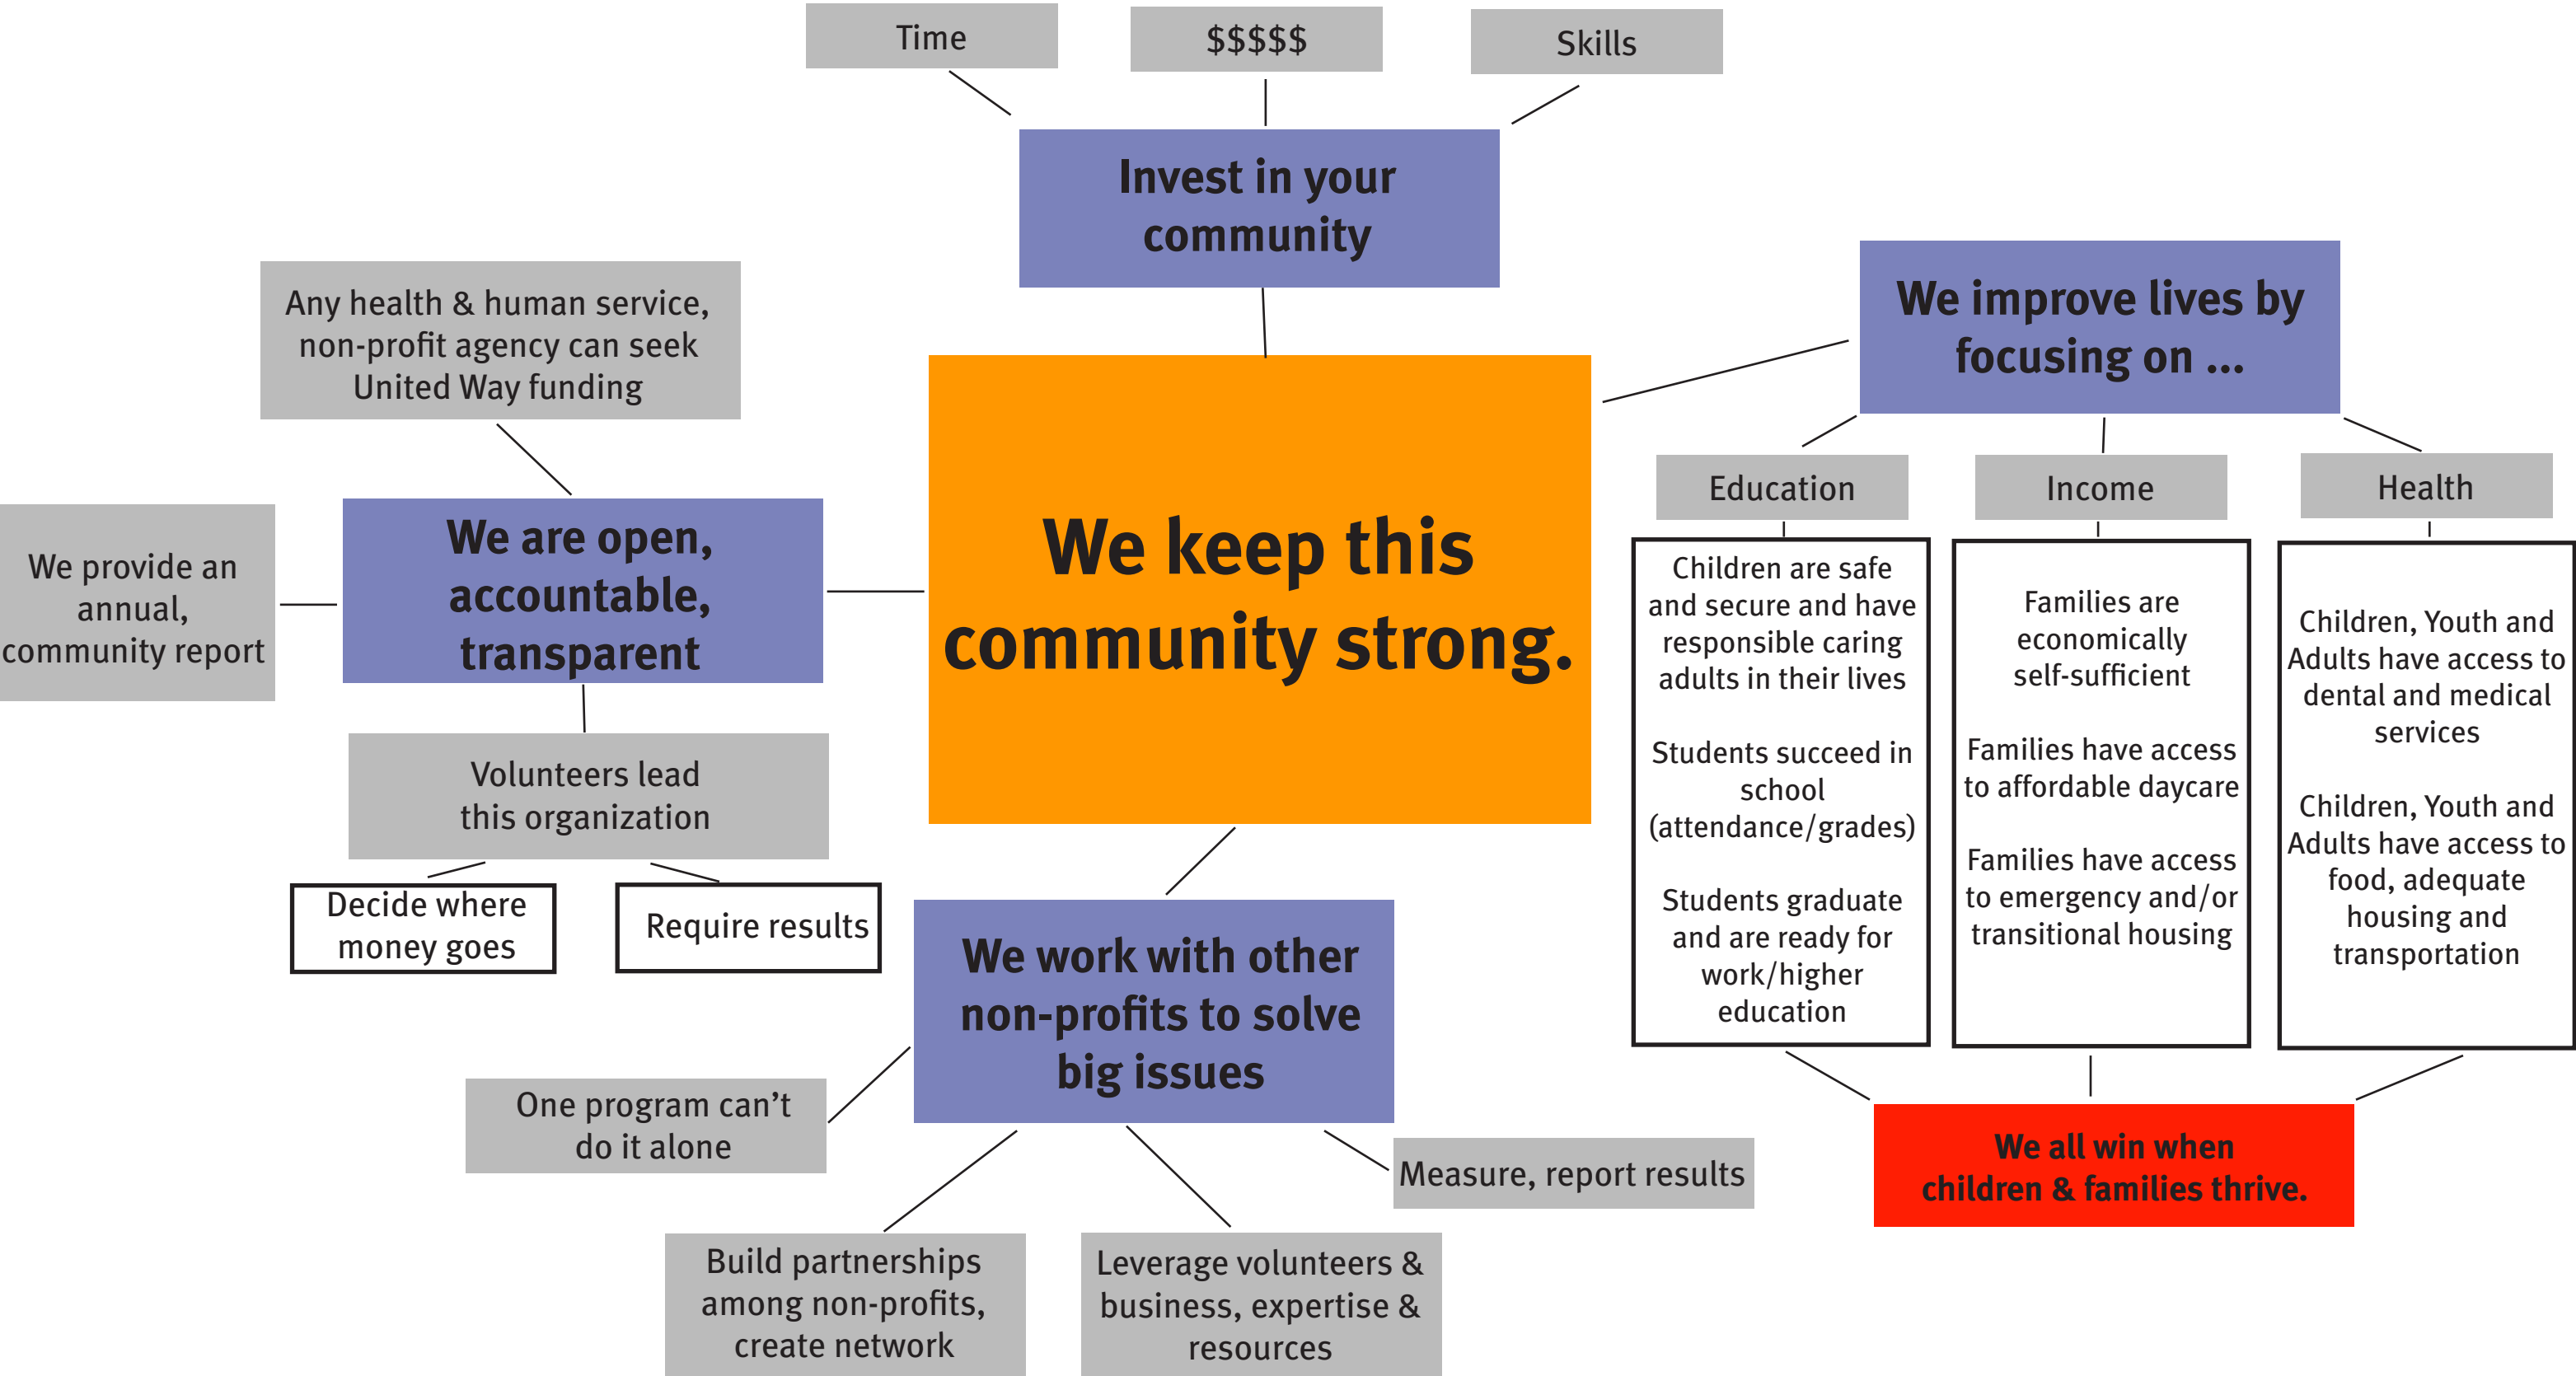 Time
$$$$$
Skills
Invest in your
community
We improve lives by
focusing on ...
Any health & human service,
non-profit agency can seek
United Way funding
We provide an
annual,
community report
We are open,
accountable,
transparent
We keep this
community strong.
Volunteers lead
this organization
Decide where
money goes
Require results
Education
Children are safe
and secure and have
responsible caring
adults in their lives
Students succeed in
school
(attendance/grades)
Students graduate
and are ready for
work/higher
education
Income
Families are
economically
self-sufficient
Families have access
to affordable daycare
Families have access
to emergency and/or
transitional housing
Health
Children, Youth and
Adults have access to
dental and medical
services
Children, Youth and
Adults have access to
food, adequate
housing and
transportation
We all win when
children & families thrive.
We work with other
non-profits to solve
big issues
One program can’t
do it alone
Build partnerships
among non-profits,
create network
Leverage volunteers &
business, expertise &
resources
Measure, report results